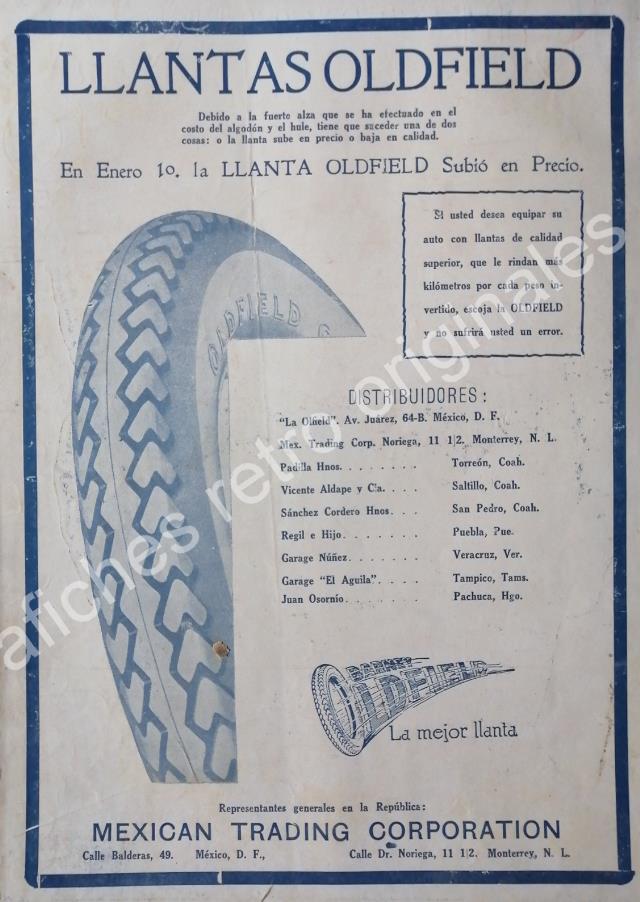 LLANTAS OLDFIELD
Debido a la fuerte alza que se ha efectuado en el
costo del algodón y el hule, tiene que suceder una de dos
cosas: o la llanta sube en precio o baja en calidad.
En Enero 1o. la LLANTA OLDFIELD Subió en Precio.
Si usted desea equipar su
auto con llantas de calidad
superior, que le rindan más
kilómetros por cada peso in-
vertido, escoja la OLDFIELD
y no sufrirá usted un error.
OLDFIELD
DISTRIBUIDORES:
"La Olfield". Av. Juárez, 64-B. México, D. F.
Mex. Trading Corp. Noriega, 11 1|2. Monterrey, N. L.
Padilla Hnos. . . . . . . . Torreón, Coah.
Vicente Aldape y Cía. . . . Saltillo, Coah.
Sánchez Cordero Hnos. . . San Pedro, Coah.
Regil e Hijo. . . . . . . Puebla, Pue.
Garage Núñez. . . . . . . Veracruz, Ver.
Garage "El Aguila". . . . Tampico, Tams.
Juan Osornío. . . . . . . Pachuca, Hgo.
OLDFIELD
La mejor llanta
Representantes generales en la República:
MEXICAN TRADING CORPORATION
Calle Balderas, 49. México, D. F., Calle Dr. Noriega, 11 1|2. Monterrey, N. L.
afiches retro originales